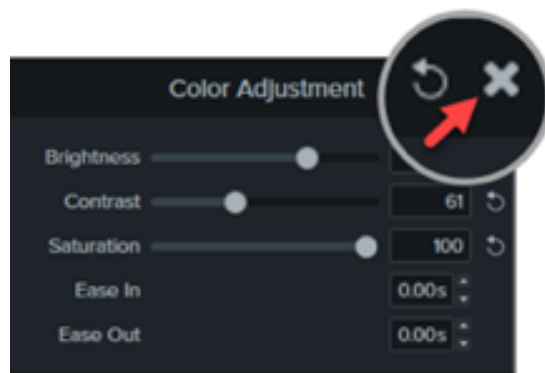 Color Adjustment
Brightness
Contrast 61
Saturation 100
Ease In 0.00s
Ease Out 0.00s